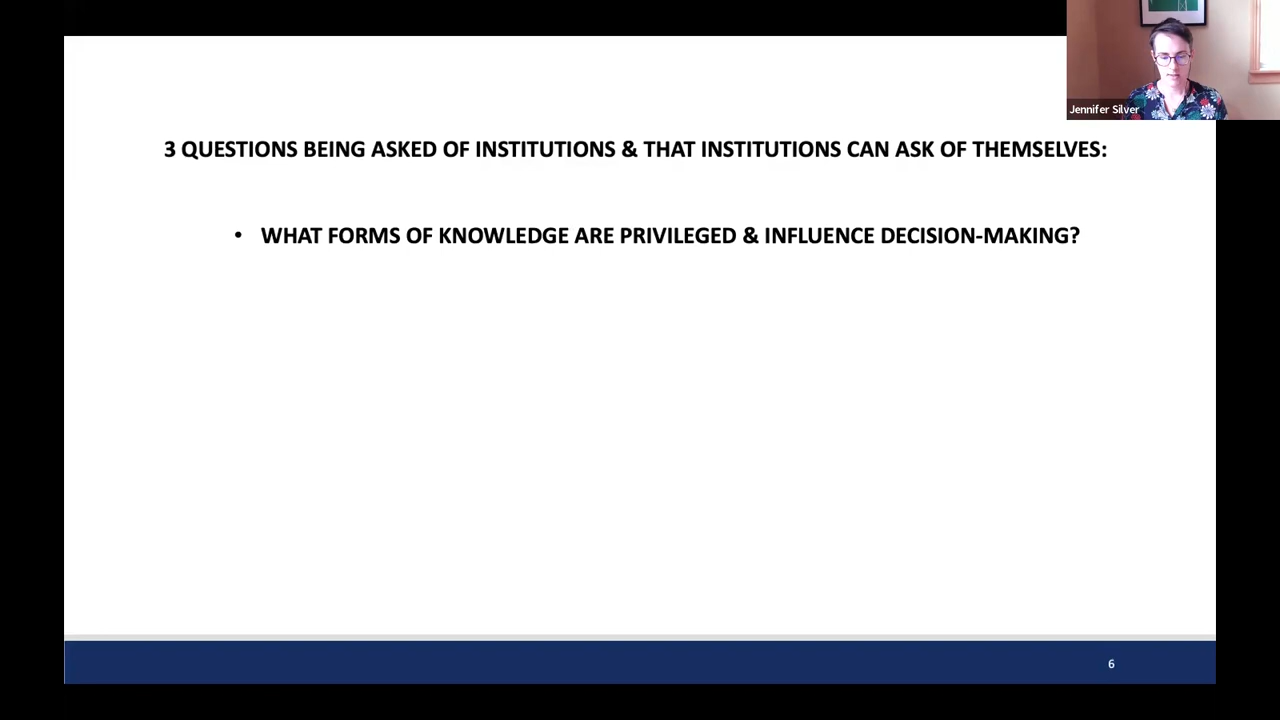 Jennifer Silver
3 QUESTIONS BEING ASKED OF INSTITUTIONS & THAT INSTITUTIONS CAN ASK OF THEMSELVES:
• WHAT FORMS OF KNOWLEDGE ARE PRIVILEGED & INFLUENCE DECISION-MAKING?
6